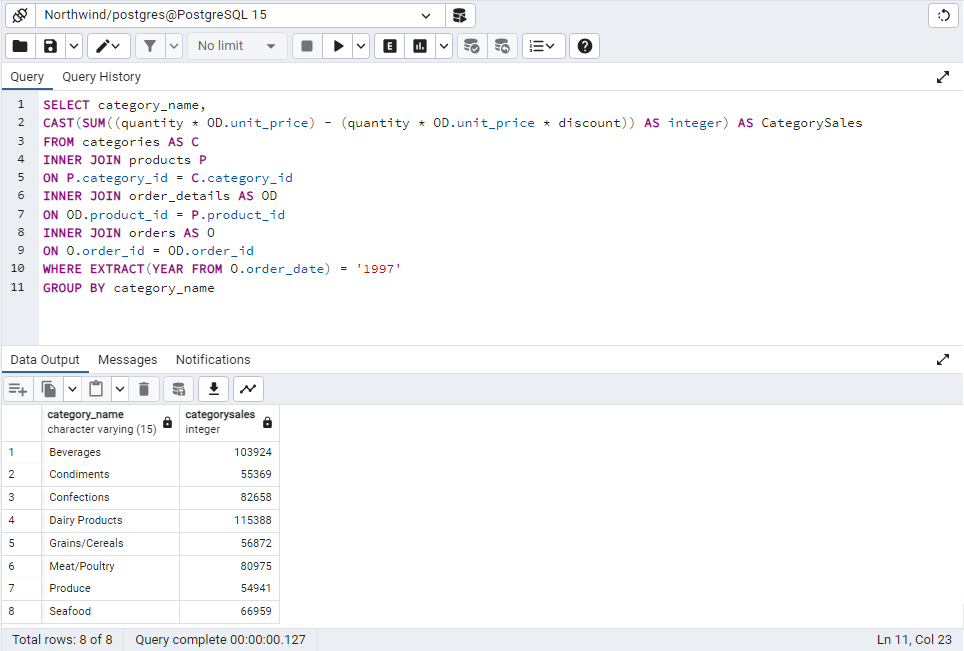 Northwind/postgres@PostgreSQL 15
No limit
E
Query Query History
1 SELECT category_name,
2 CAST(SUM((quantity * OD.unit_price) - (quantity * OD.unit_price * discount)) AS integer) AS CategorySales
3 FROM categories AS C
4 INNER JOIN products P
5 ON P.category_id = C.category_id
6 INNER JOIN order_details AS OD
7 ON OD.product_id = P.product_id
8 INNER JOIN orders AS O
9 ON O.order_id = OD.order_id
10 WHERE EXTRACT(YEAR FROM O.order_date) = '1997'
11 GROUP BY category_name
Data Output Messages Notifications
category_name categorysales
character varying (15) integer
1 Beverages 103924
2 Condiments 55369
3 Confections 82658
4 Dairy Products 115388
5 Grains/Cereals 56872
6 Meat/Poultry 80975
7 Produce 54941
8 Seafood 66959
Total rows: 8 of 8 Query complete 00:00:00.127 Ln 11, Col 23